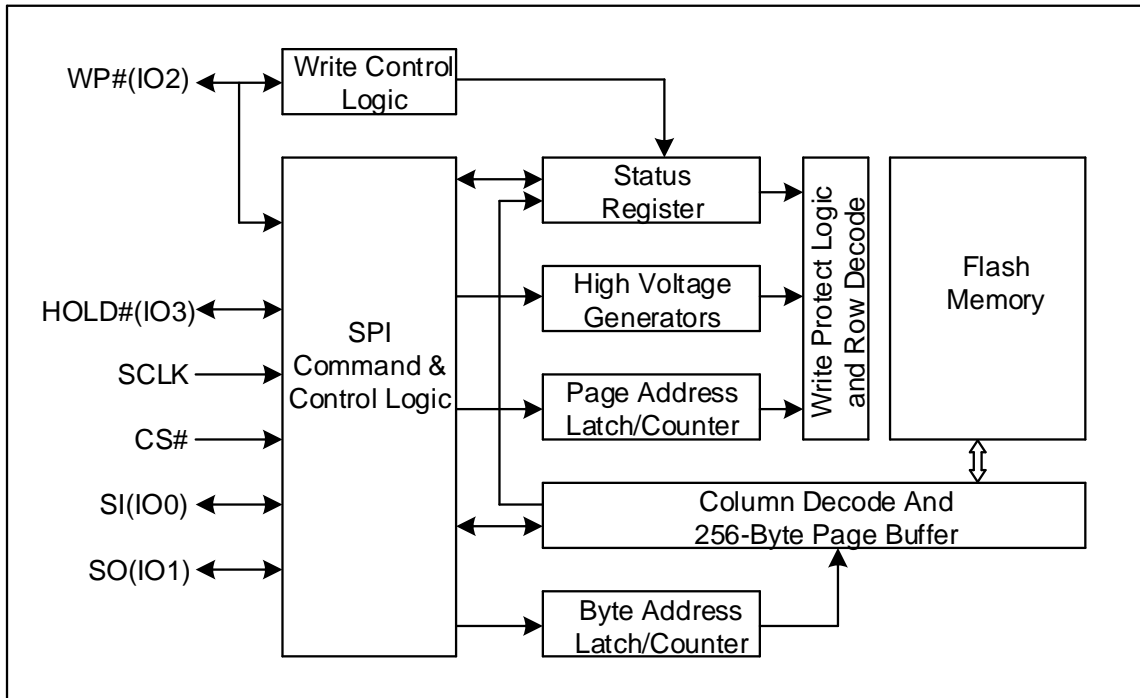 WP#(IO2)
Write Control
Logic
Status
Register
Write Protect Logic
and Row Decode
Flash
Memory
HOLD#(IO3)
High Voltage
Generators
SPI
Command &
Control Logic
SCLK
Page Address
Latch/Counter
CS#
SI(IO0)
Column Decode And
256-Byte Page Buffer
SO(IO1)
Byte Address
Latch/Counter